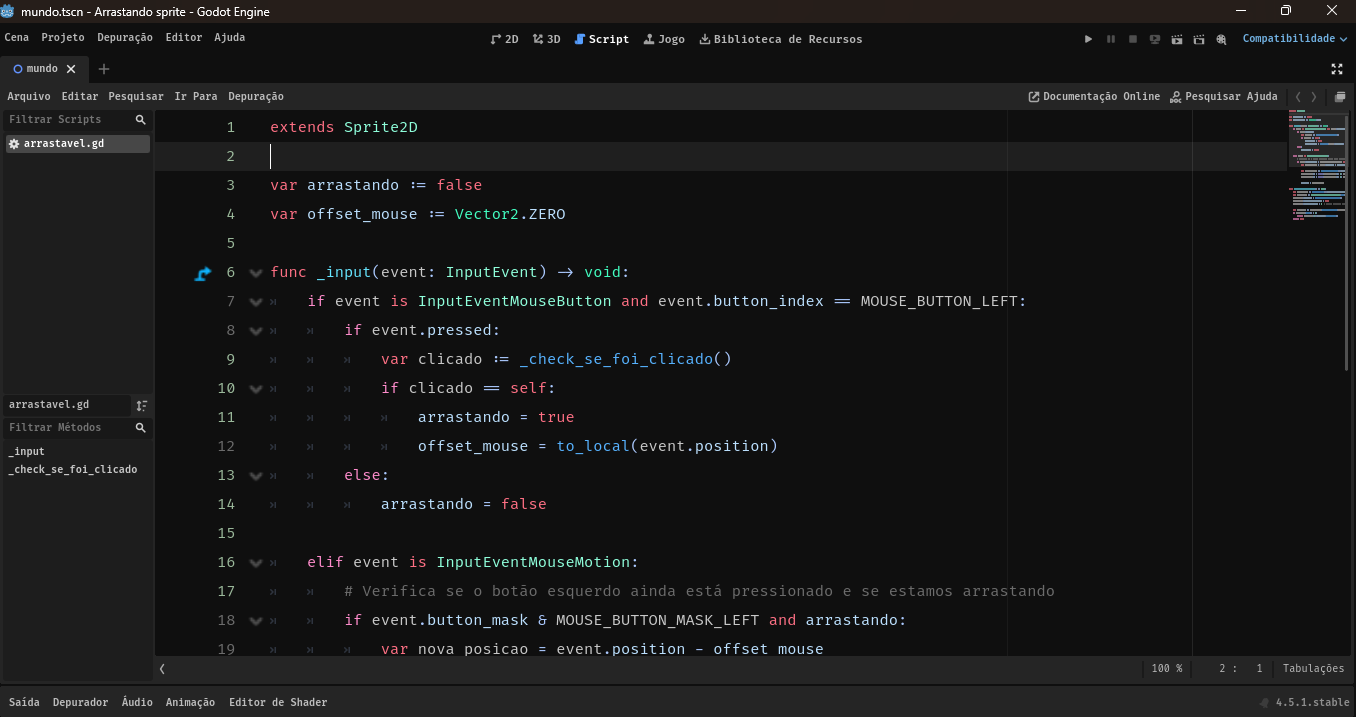 mundo.tscn - Arrastando sprite - Godot Engine
Cena Projeto Depuração Editor Ajuda
2D 3D Script Jogo Biblioteca de Recursos
Compatibilidade
mundo
Arquivo Editar Pesquisar Ir Para Depuração
Documentação Online Pesquisar Ajuda
Filtrar Scripts
arrastavel.gd
arrastavel.gd
Filtrar Métodos
_input
_check_se_foi_clicado
1 extends Sprite2D
2
3 var arrastando := false
4 var offset_mouse := Vector2.ZERO
5
6 func _input(event: InputEvent) -> void:
7 if event is InputEventMouseButton and event.button_index == MOUSE_BUTTON_LEFT:
8 if event.pressed:
9 var clicado := _check_se_foi_clicado()
10 if clicado == self:
11 arrastando = true
12 offset_mouse = to_local(event.position)
13 else:
14 arrastando = false
15
16 elif event is InputEventMouseMotion:
17 # Verifica se o botão esquerdo ainda está pressionado e se estamos arrastando
18 if event.button_mask & MOUSE_BUTTON_MASK_LEFT and arrastando:
19 var nova_posicao = event.position - offset_mouse
100 % 2 : 1 Tabulações
Saída Depurador Áudio Animação Editor de Shader
4.5.1.stable